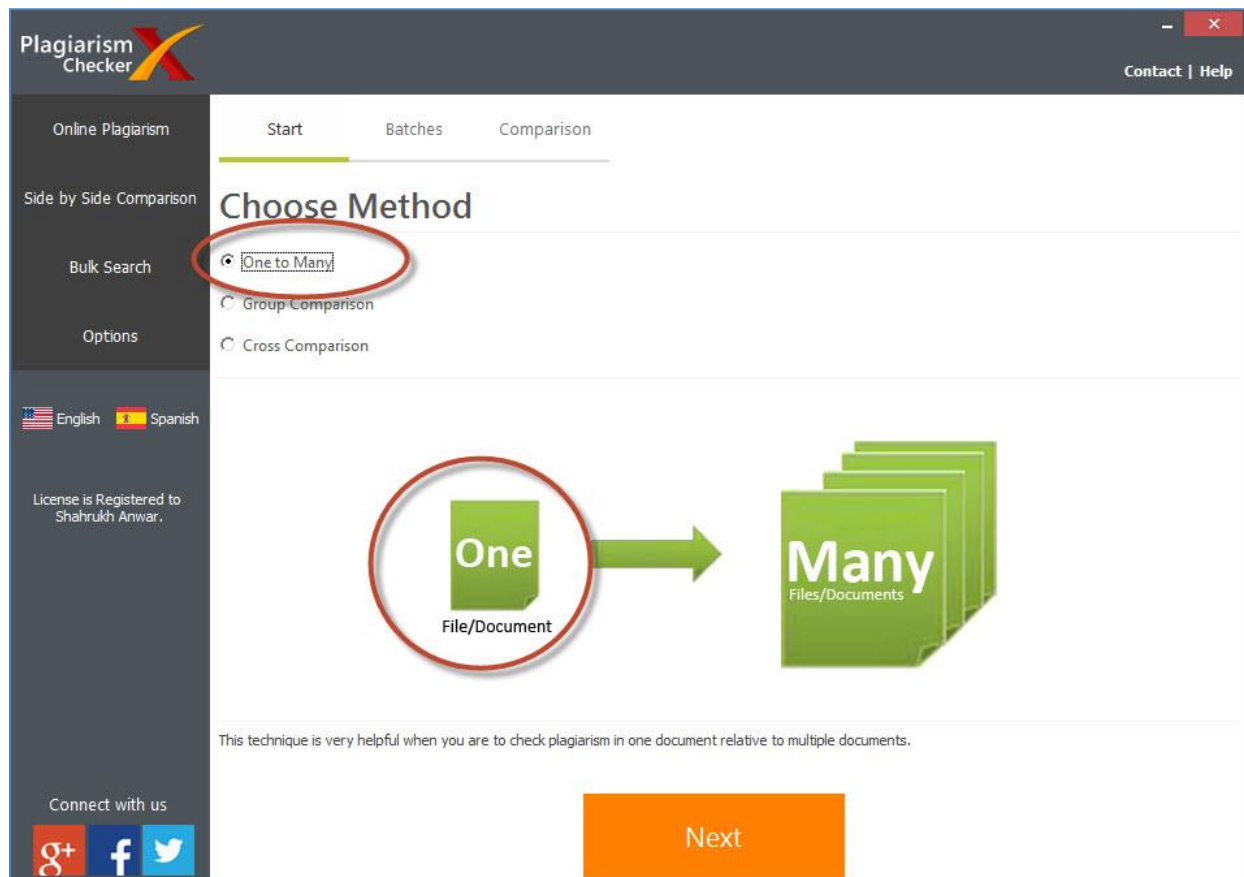 Plagiarism
Checker
Contact | Help
Online Plagiarism
Side by Side Comparison
Bulk Search
Options
English Spanish
License is Registered to
Shahrukh Anwar.
Connect with us
g+ f
Start Batches Comparison
Choose Method
One to Many
Group Comparison
Cross Comparison
One
File/Document
Many
Files/Documents
This technique is very helpful when you are to check plagiarism in one document relative to multiple documents.
Next